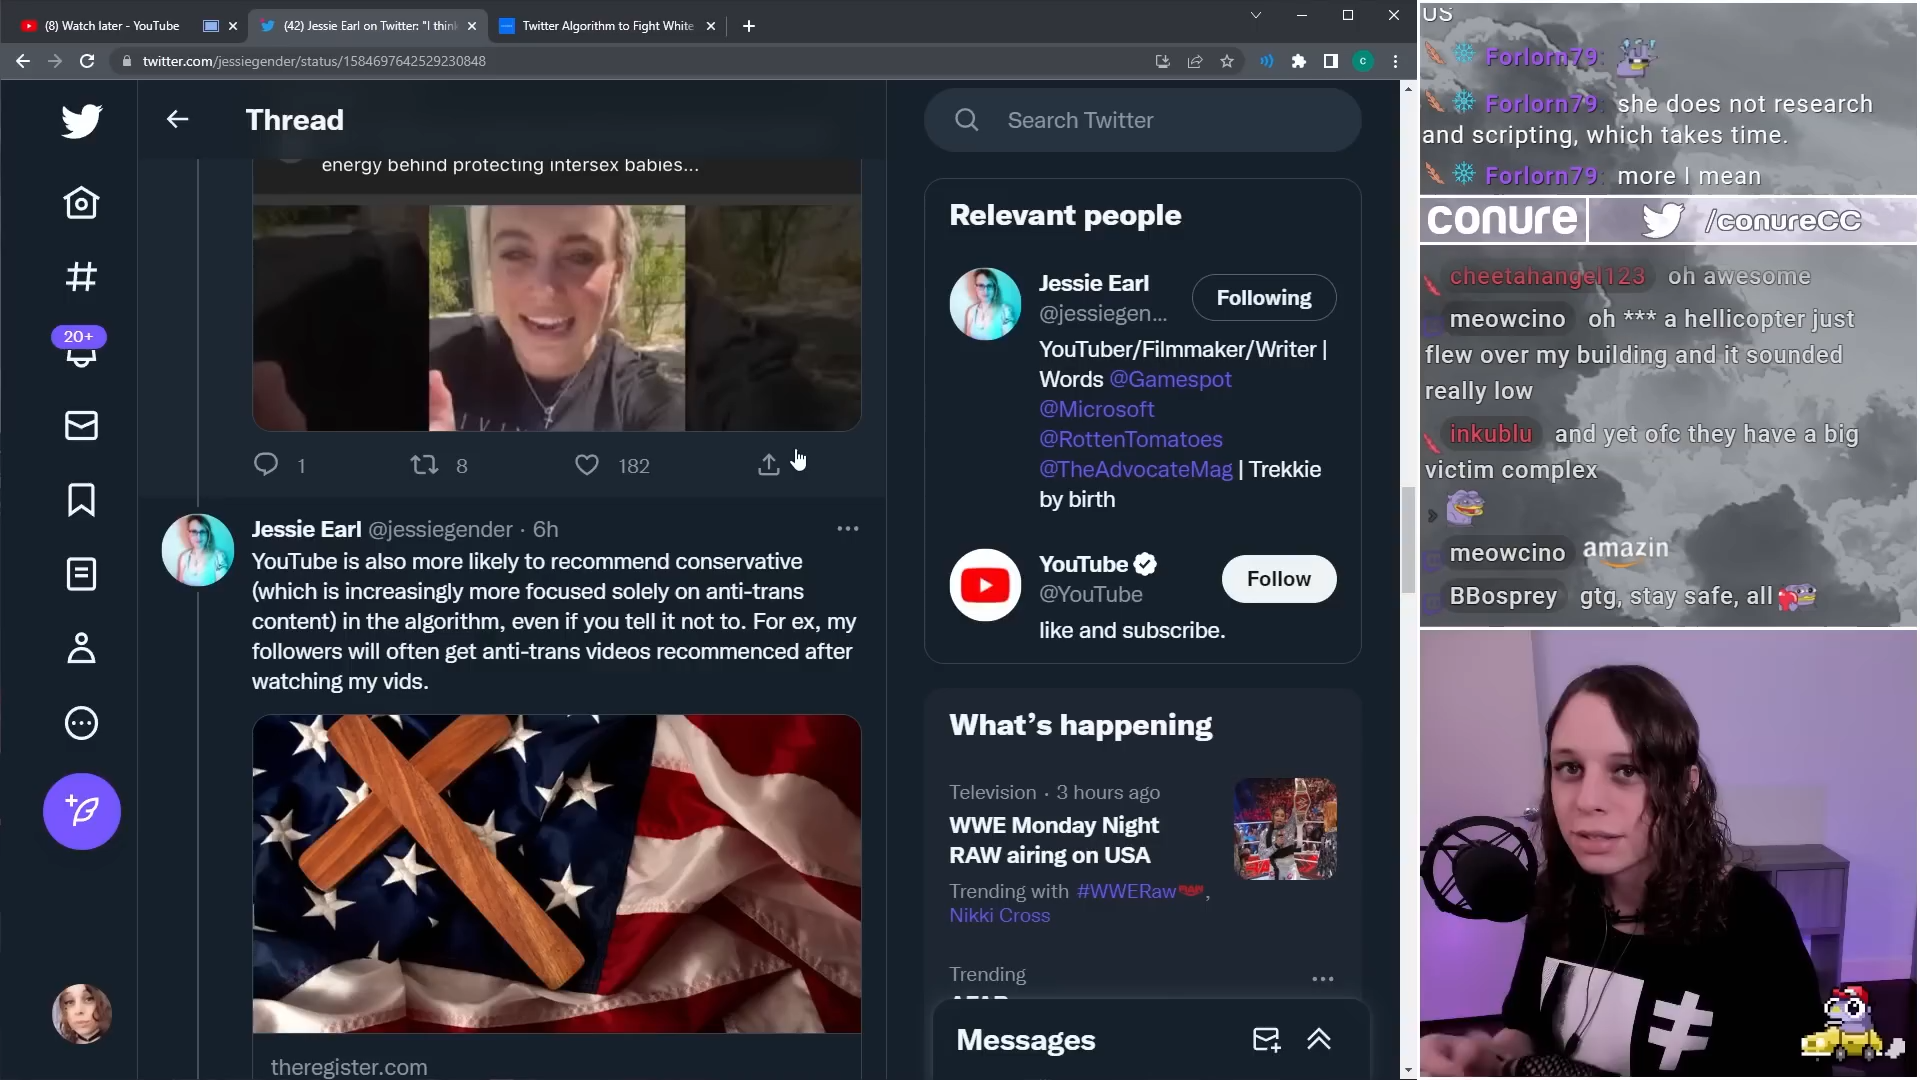 (8) Watch later - YouTube
(42) Jessie Earl on Twitter: "I think
Twitter Algorithm to Fight White
twitter.com/jessiegender/status/1584697642529230848
C
Thread
Search Twitter
20+
energy behind protecting intersex babies...
1
8
182
Jessie Earl @jessiegender · 6h
YouTube is also more likely to recommend conservative
(which is increasingly more focused solely on anti-trans
content) in the algorithm, even if you tell it not to. For ex, my
followers will often get anti-trans videos recommenced after
watching my vids.
theregister.com
Relevant people
Jessie Earl
@jessiegen...
Following
YouTuber/Filmmaker/Writer |
Words @Gamespot
@Microsoft
@RottenTomatoes
@TheAdvocateMag | Trekkie
by birth
YouTube
@YouTube
Follow
like and subscribe.
What's happening
Television · 3 hours ago
WWE Monday Night
RAW airing on USA
Trending with #WWERaw,
Nikki Cross
Trending
Messages
US
Forlorn79:
Forlorn79: she does not research
and scripting, which takes time.
Forlorn79: more I mean
conure
/conureCC
cheetahangel123 oh awesome
meowcino oh *** a hellicopter just
flew over my building and it sounded
really low
inkublu and yet ofc they have a big
victim complex
meowcino amazin
BBosprey gtg, stay safe, all